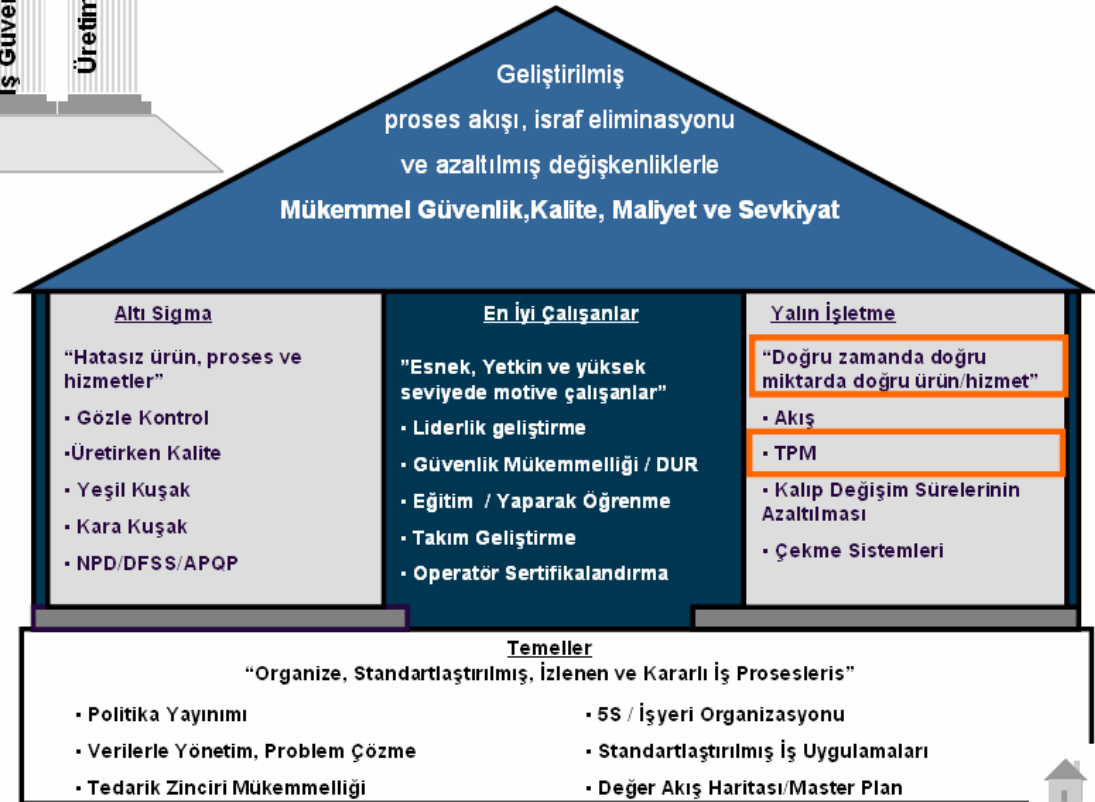 Üretim
Geliştirilmiş
proses akışı, israf eliminasyonu
ve azaltılmış değişkenliklerle
Mükemmel Güvenlik,Kalite, Maliyet ve Sevkiyat
Altı Sigma
“Hatasız ürün, proses ve
hizmetler”
▪ Gözle Kontrol
▪Üretirken Kalite
▪ Yeşil Kuşak
▪ Kara Kuşak
▪ NPD/DFSS/APQP
En İyi Çalışanlar
”Esnek, Yetkin ve yüksek
seviyede motive çalışanlar”
▪ Liderlik geliştirme
▪ Güvenlik Mükemmelliği / DUR
▪ Eğitim / Yaparak Öğrenme
▪ Takım Geliştirme
▪ Operatör Sertifikalandırma
Yalın İşletme
“Doğru zamanda doğru
miktarda doğru ürün/hizmet”
▪ Akış
▪ TPM
▪ Kalıp Değişim Sürelerinin
Azaltılması
▪ Çekme Sistemleri
Temeller
“Organize, Standartlaştırılmış, İzlenen ve Kararlı İş Prosesleris”
▪ Politika Yayınımı
▪ Verilerle Yönetim, Problem Çözme
▪ Tedarik Zinciri Mükemmelliği
▪ 5S / İşyeri Organizasyonu
▪ Standartlaştırılmış İş Uygulamaları
▪ Değer Akış Haritası/Master Plan